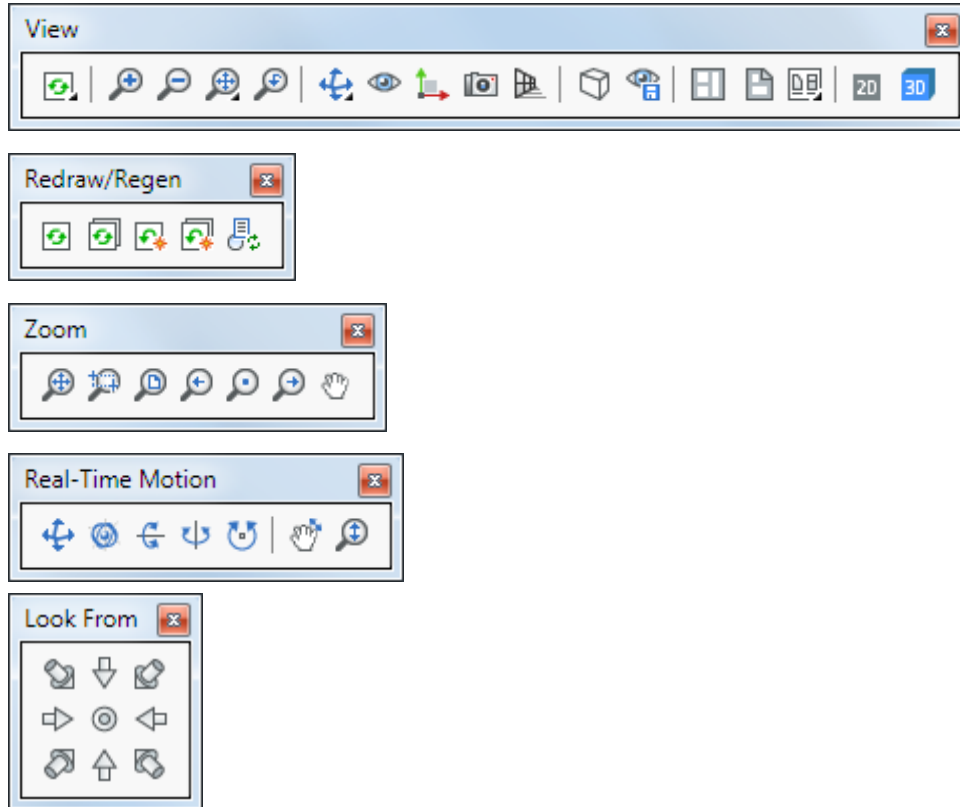 View
2D
3D
Redraw/Regen
Zoom
Real-Time Motion
Look From